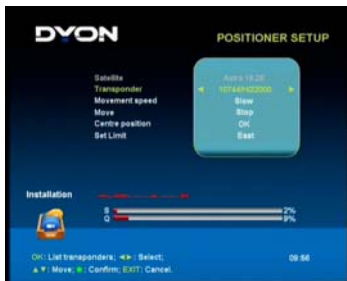 DYON
POSITIONER SETUP
Satellite Astra 19.2E
Transponder ◄ 10744/H/22000 ►
Movement speed Slow
Move Stop
Centre position OK
Set Limit East
Installation
S 2%
Q 9%
OK: List transponders; ◄►: Select;
▲▼: Move; ●: Confirm; EXIT: Cancel.
09:56